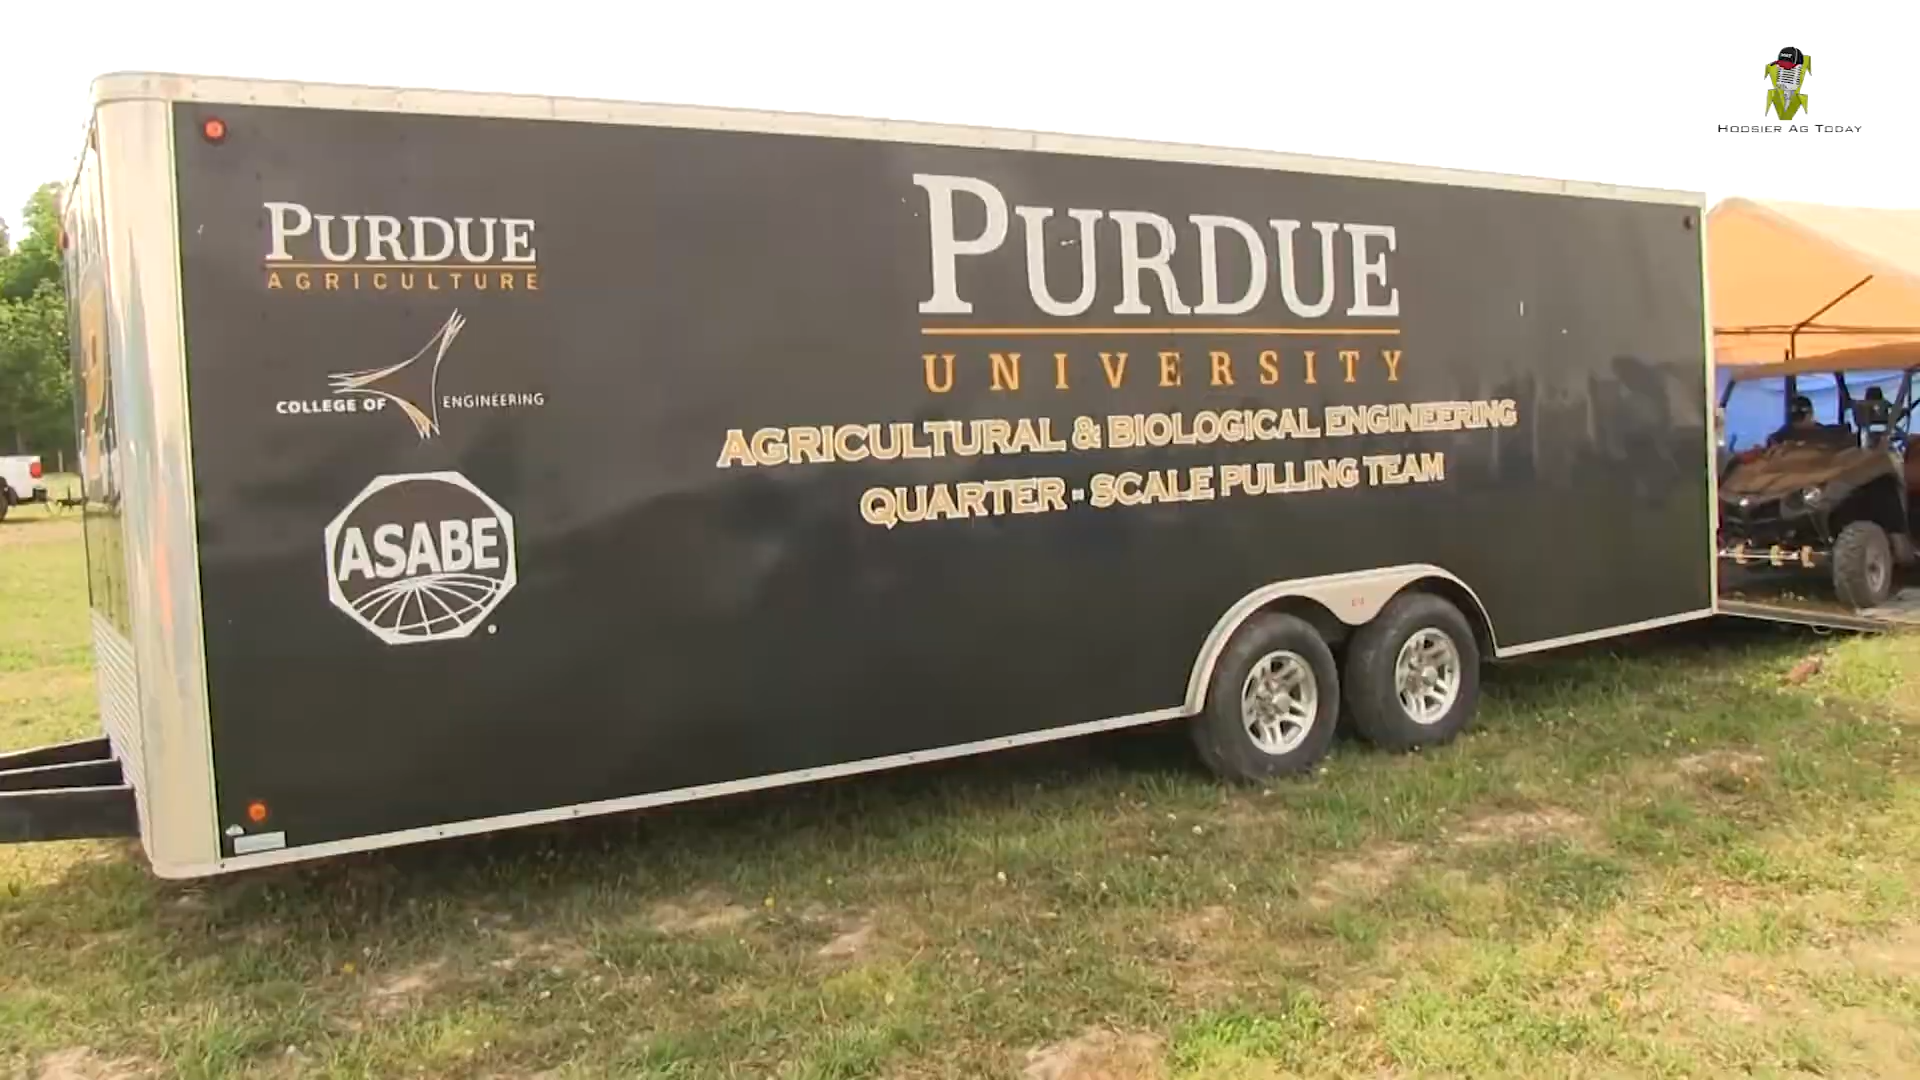 HOOSIER AG TODAY
PURDUE
AGRICULTURE
COLLEGE OF ENGINEERING
ASABE
PURDUE
UNIVERSITY
AGRICULTURAL & BIOLOGICAL ENGINEERING
QUARTER - SCALE PULLING TEAM